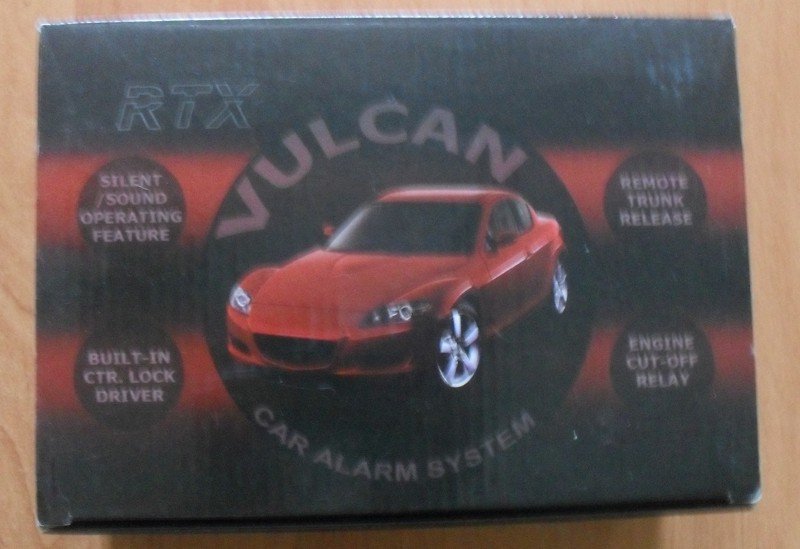 RTX
VULCAN
SILENT
/SOUND
OPERATING
FEATURE
REMOTE
TRUNK
RELEASE
BUILT-IN
CTR. LOCK
DRIVER
ENGINE
CUT-OFF
RELAY
CAR ALARM SYSTEM